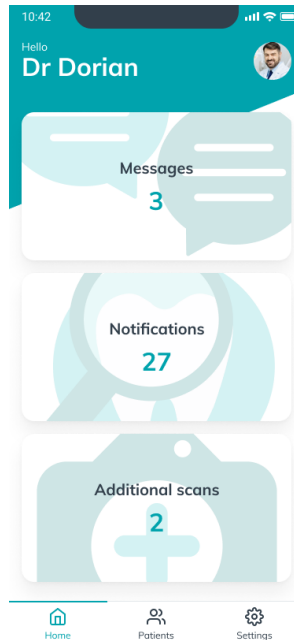 10:42
Hello
Dr Dorian
Messages
3
Notifications
27
Additional scans
2
Home
Patients
Settings